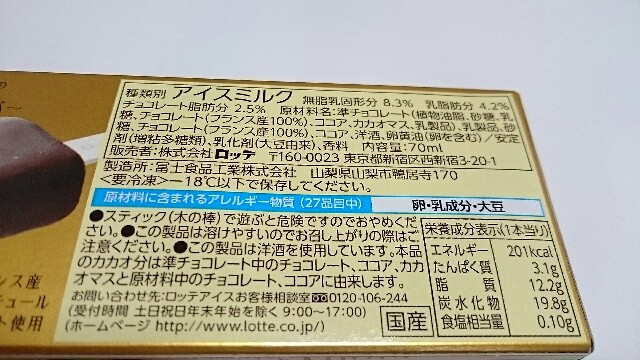 の
バー
種類別 アイスミルク 無脂乳固形分 8.3% 乳脂肪分 4.2%
チョコレート脂肪分 2.5% 原材料名:準チョコレート(植物油脂、砂糖、乳
糖、チョコレート(フランス産100%)、ココア、カカオマス、乳製品)、乳製品、砂
糖、チョコレート(フランス産100%)、ココア、洋酒、卵黄油(卵を含む)/安定
剤(増粘多糖類)、乳化剤(大豆由来)、香料 内容量:70ml
販売者:株式会社 ロッテ 〒160-0023 東京都新宿区西新宿3-20-1
製造所:富士食品工業株式会社 山梨県山梨市鴨居寺170
<要冷凍>-18℃以下で保存してください。
原材料に含まれるアレルギー物質(27品目中) 卵・乳成分・大豆
●スティック(木の棒)で遊ぶと危険ですのでおやめくだ
さい。●この製品は溶けやすいのでお召し上がりの際はご
注意ください。●この製品は洋酒を使用しています。本品
のカカオ分は準チョコレート中のチョコレート、ココア、カカ
オマスと原材料中のチョコレート、ココアに由来します。
お問い合わせ先:ロッテアイスお客様相談室 0120-106-244
(受付時間 土日祝日年末年始を除く 9:00~17:00)
(ホームページ http://www.lotte.co.jp/)
国産
栄養成分表示(1本当り)
エネルギー 201kcal
たんぱく質 3.1g
脂質 12.2g
炭水化物 19.8g
食塩相当量 0.10g
ンス産
チュール
ト使用